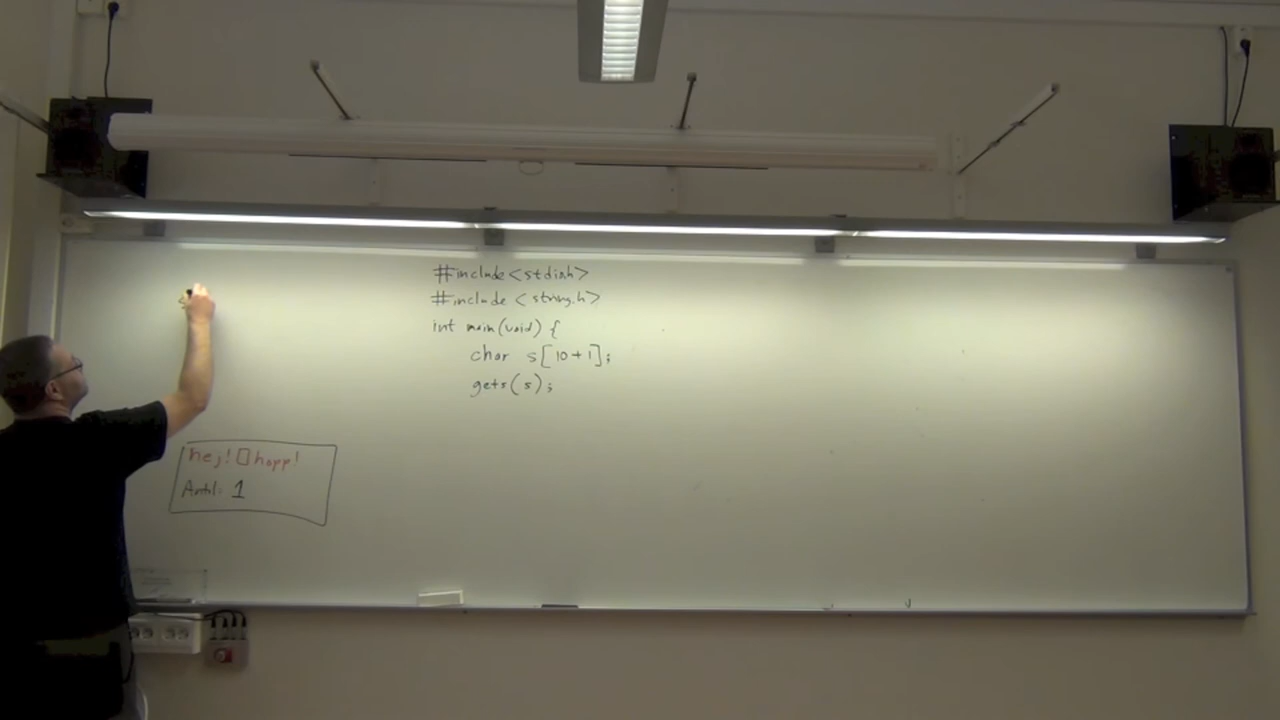 #include <stdio.h>
#include <string.h>
int main(void) {
char s[10+1];
gets(s);
hej!▯hopp!
Antal: 1